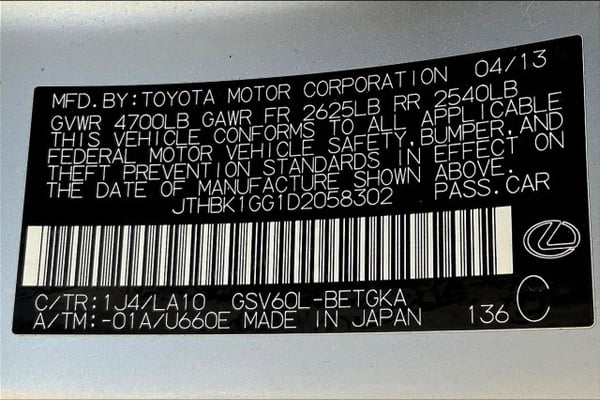 MFD.BY:TOYOTA MOTOR CORPORATION 04/13
GVWR 4700LB GAWR FR 2625LB RR 2540LB
THIS VEHICLE CONFORMS TO ALL APPLICABLE
FEDERAL MOTOR VEHICLE SAFETY,BUMPER,AND
THEFT PREVENTION STANDARDS IN EFFECT ON
THE DATE OF MANUFACTURE SHOWN ABOVE.
JTHBK1GG1D2058302 PASS.CAR
C/TR:1J4/LA10 GSV60L-BETGKA
A/TM:-01A/U660E MADE IN JAPAN 136 C